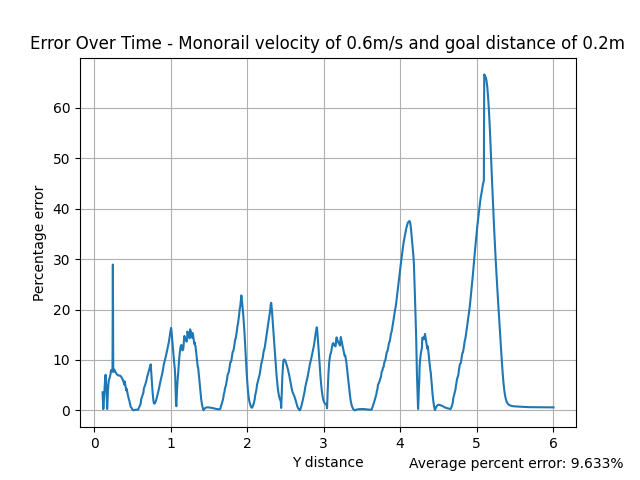 Error Over Time - Monorail velocity of 0.6m/s and goal distance of 0.2m
Percentage error
60
50
40
30
20
10
0
0 1 2 3 4 5 6
Y distance
Average percent error: 9.633%